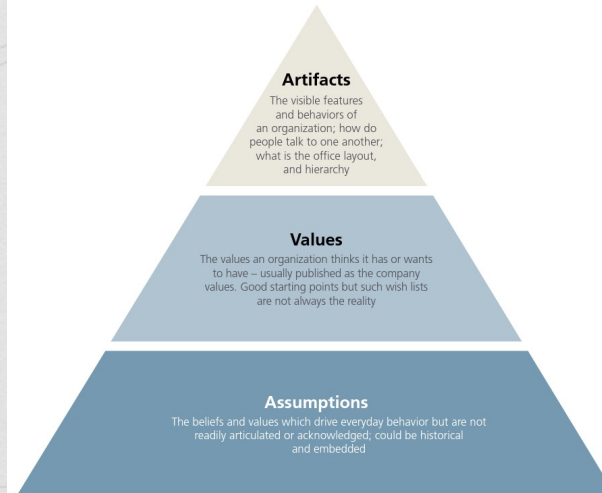 Artifacts
The visible features
and behaviors of
an organization; how do
people talk to one another;
what is the office layout,
and hierarchy
Values
The values an organization thinks it has or wants
to have – usually published as the company
values. Good starting points but such wish lists
are not always the reality
Assumptions
The beliefs and values which drive everyday behavior but are not
readily articulated or acknowledged; could be historical
and embedded